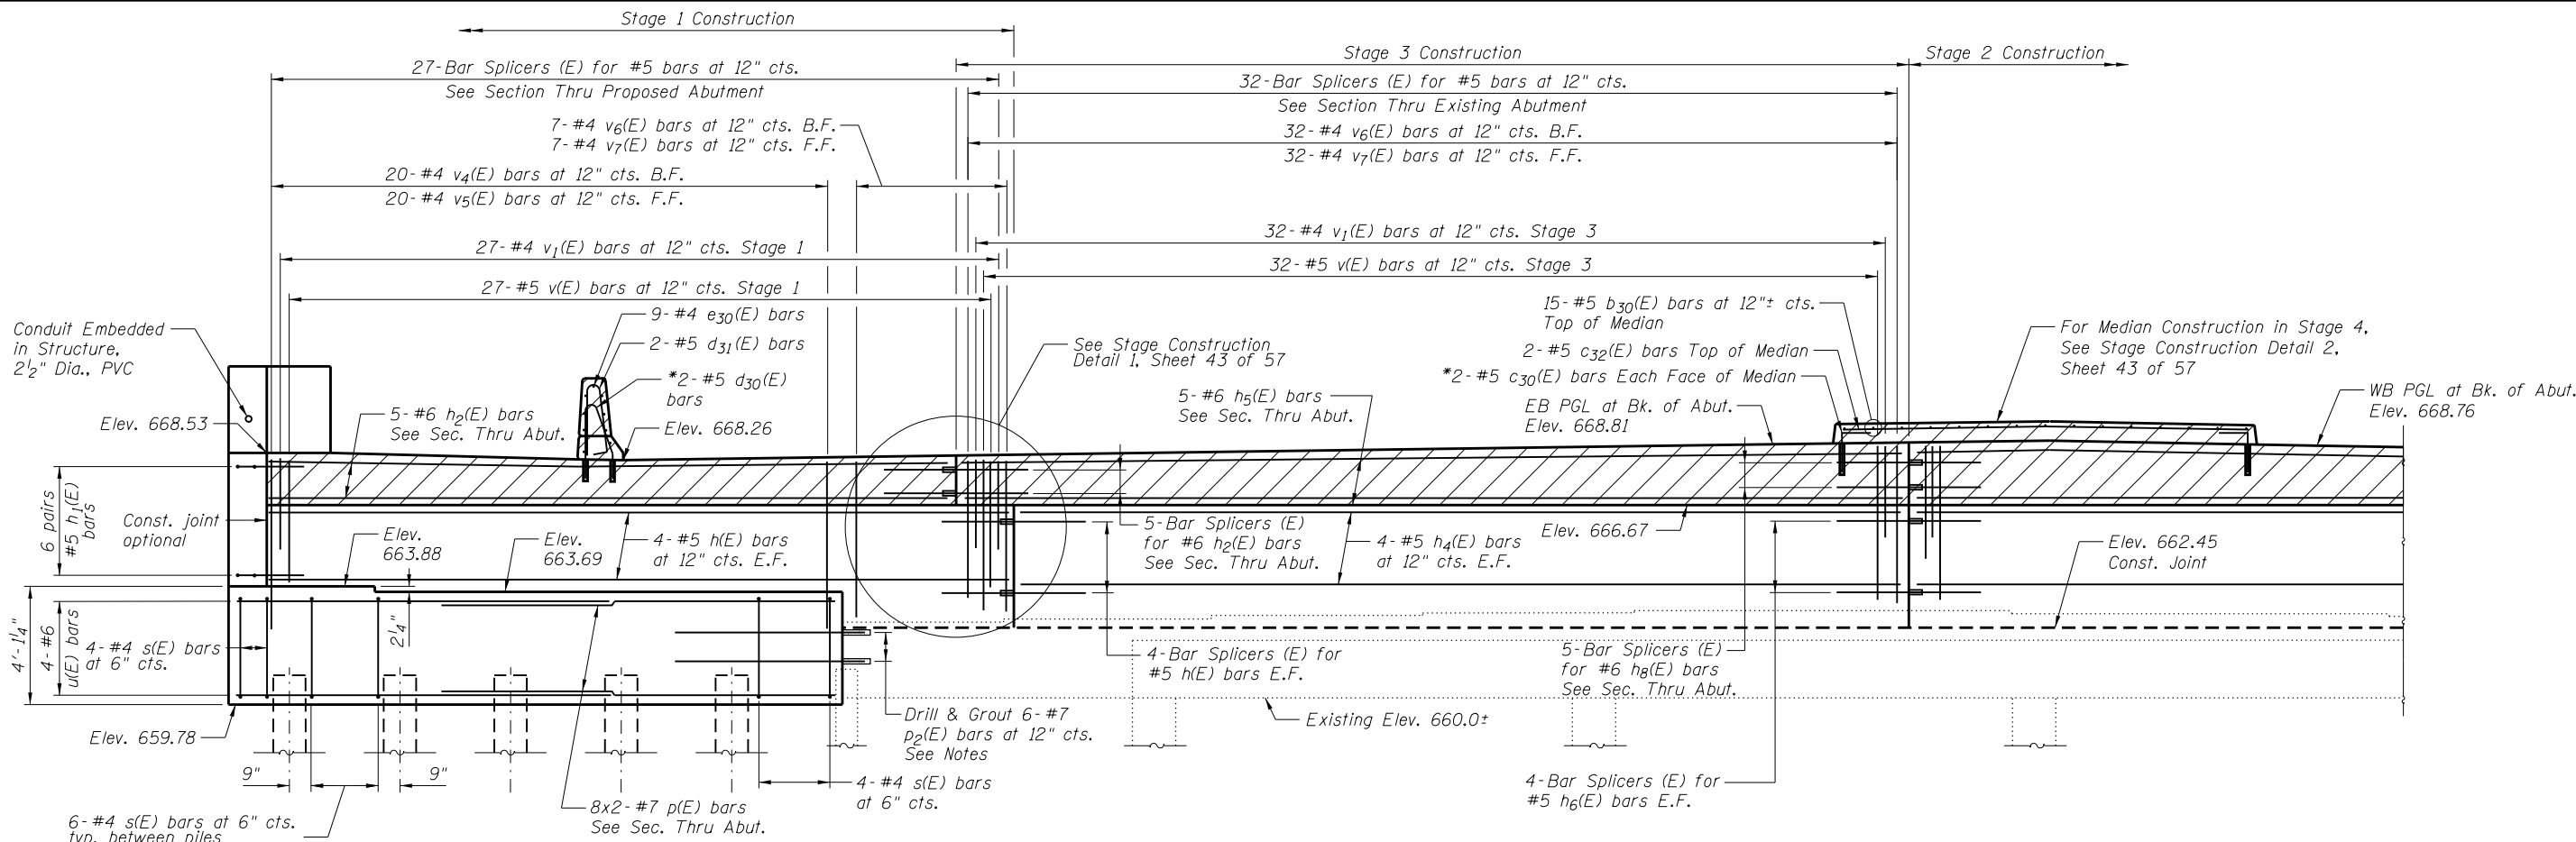 Stage 1 Construction
27-Bar Splicers (E) for #5 bars at 12" cts.
See Section Thru Proposed Abutment
7-#4 v6(E) bars at 12" cts. B.F.
7-#4 v7(E) bars at 12" cts. F.F.
20-#4 v4(E) bars at 12" cts. B.F.
20-#4 v5(E) bars at 12" cts. F.F.
27-#4 v1(E) bars at 12" cts. Stage 1
27-#5 v(E) bars at 12" cts. Stage 1
Stage 3 Construction
Stage 2 Construction
32-Bar Splicers (E) for #5 bars at 12" cts.
See Section Thru Existing Abutment
32-#4 v6(E) bars at 12" cts. B.F.
32-#4 v7(E) bars at 12" cts. F.F.
32-#4 v1(E) bars at 12" cts. Stage 3
32-#5 v(E) bars at 12" cts. Stage 3
Conduit Embedded
in Structure,
2½" Dia., PVC
Elev. 668.53
9-#4 e30(E) bars
2-#5 d31(E) bars
*2-#5 d30(E)
bars
Elev. 668.26
5-#6 h2(E) bars
See Sec. Thru Abut.
See Stage Construction
Detail 1, Sheet 43 of 57
5-#6 h5(E) bars
See Sec. Thru Abut.
15-#5 b30(E) bars at 12"± cts.
Top of Median
2-#5 c32(E) bars Top of Median
*2-#5 c30(E) bars Each Face of Median
EB PGL at Bk. of Abut.
Elev. 668.81
For Median Construction in Stage 4,
See Stage Construction Detail 2,
Sheet 43 of 57
WB PGL at Bk. of Abut.
Elev. 668.76
6 pairs
#5 h1(E)
bars
Const. joint
optional
Elev.
663.88
Elev.
663.69
4-#5 h(E) bars
at 12" cts. E.F.
5-Bar Splicers (E)
for #6 h2(E) bars
See Sec. Thru Abut.
4-#5 h4(E) bars
at 12" cts. E.F.
Elev. 666.67
Elev. 662.45
Const. Joint
4'-1¼"
4-#6
u(E) bars
4-#4 s(E) bars
at 6" cts.
2¼"
4-Bar Splicers (E) for
#5 h(E) bars E.F.
5-Bar Splicers (E)
for #6 h8(E) bars
See Sec. Thru Abut.
Elev. 659.78
Drill & Grout 6-#7
p2(E) bars at 12" cts.
See Notes
Existing Elev. 660.0±
9"
9"
4-#4 s(E) bars
at 6" cts.
4-Bar Splicers (E) for
#5 h6(E) bars E.F.
8x2-#7 p(E) bars
See Sec. Thru Abut.
6-#4 s(E) bars at 6" cts.
typ. between piles